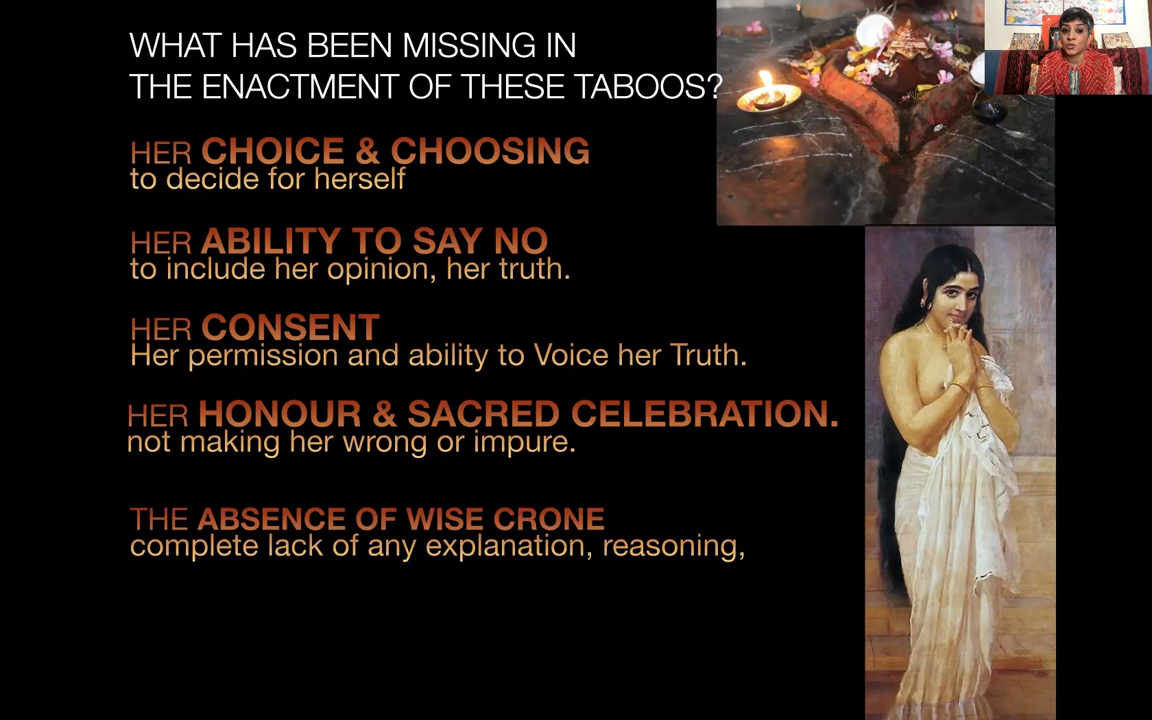 WHAT HAS BEEN MISSING IN
THE ENACTMENT OF THESE TABOOS?
HER CHOICE & CHOOSING
to decide for herself
HER ABILITY TO SAY NO
to include her opinion, her truth.
HER CONSENT
Her permission and ability to Voice her Truth.
HER HONOUR & SACRED CELEBRATION.
not making her wrong or impure.
THE ABSENCE OF WISE CRONE
complete lack of any explanation, reasoning,